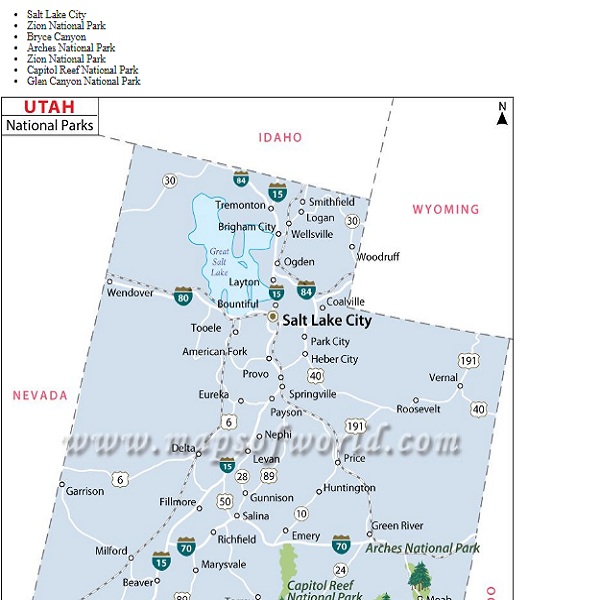 Salt Lake City
Zion National Park
Bryce Canyon
Arches National Park
Zion National Park
Capitol Reef National Park
Glen Canyon National Park
UTAH
National Parks
N
IDAHO
WYOMING
NEVADA
30
84
15
Tremonton
Smithfield
Logan
Brigham City
30
Wellsville
Great
Salt
Lake
Woodruff
Ogden
Layton
Wendover
80
15
84
Bountiful
Coalville
Salt Lake City
Tooele
Park City
American Fork
Heber City
191
Provo
40
Vernal
Eureka
Springville
Roosevelt
40
Payson
6
191
Nephi
www.mapsofworld.com
Delta
Levan
Price
15
28
89
6
Garrison
Huntington
Gunnison
Fillmore
50
Salina
10
Green River
Richfield
Emery
Milford
70
70
Arches National Park
15
Marysvale
24
Beaver
Capitol Reef
National Park
Moab